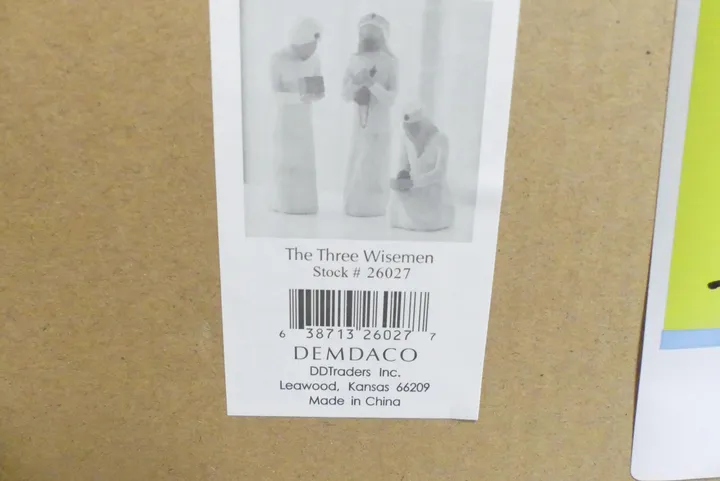 The Three Wisemen
Stock # 26027
6 38713 26027 7
DEMDACO
DDTraders Inc.
Leawood, Kansas 66209
Made in China